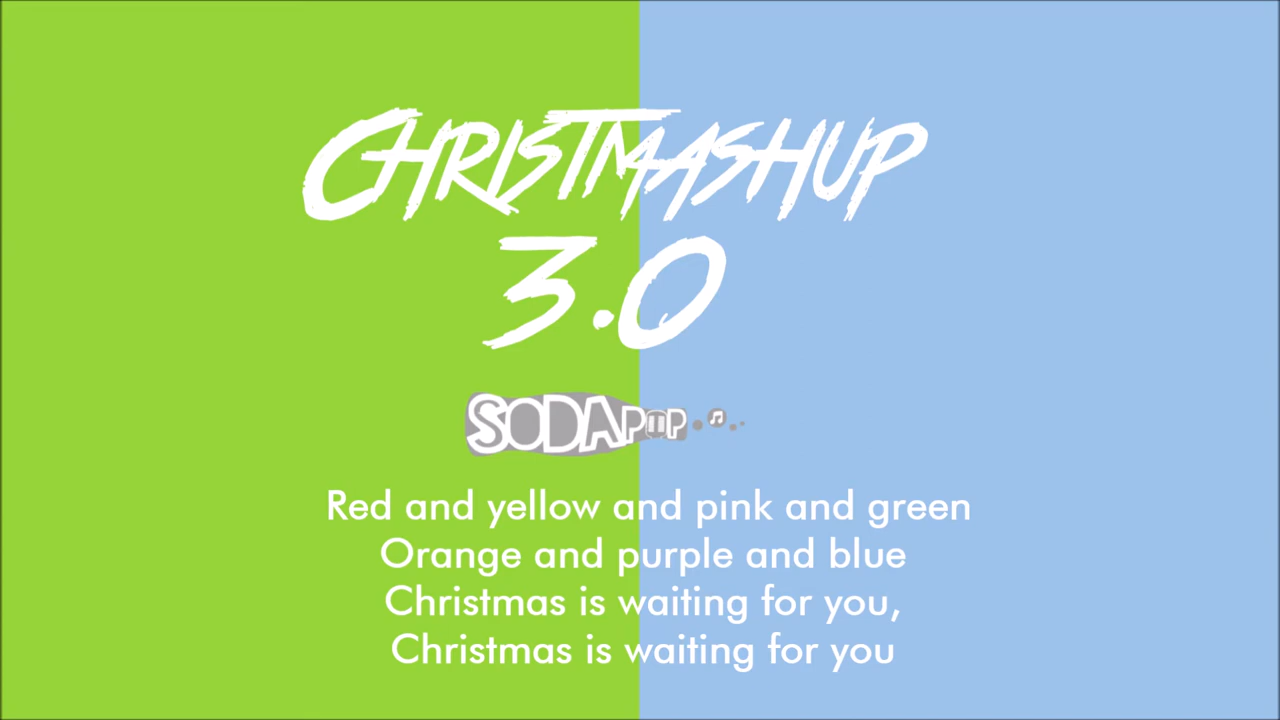 CHRISTMASHUP
3.0
SODAPOP
Red and yellow and pink and green
Orange and purple and blue
Christmas is waiting for you,
Christmas is waiting for you